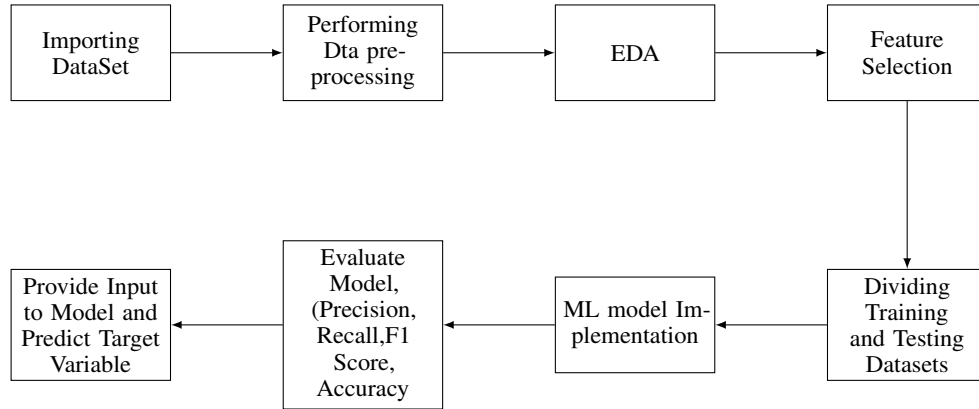 Importing
DataSet
Performing
Dta pre-
processing
EDA
Feature
Selection
Dividing
Training
and Testing
Datasets
ML model Im-
plementation
Evaluate
Model,
(Precision,
Recall,F1
Score,
Accuracy
Provide Input
to Model and
Predict Target
Variable